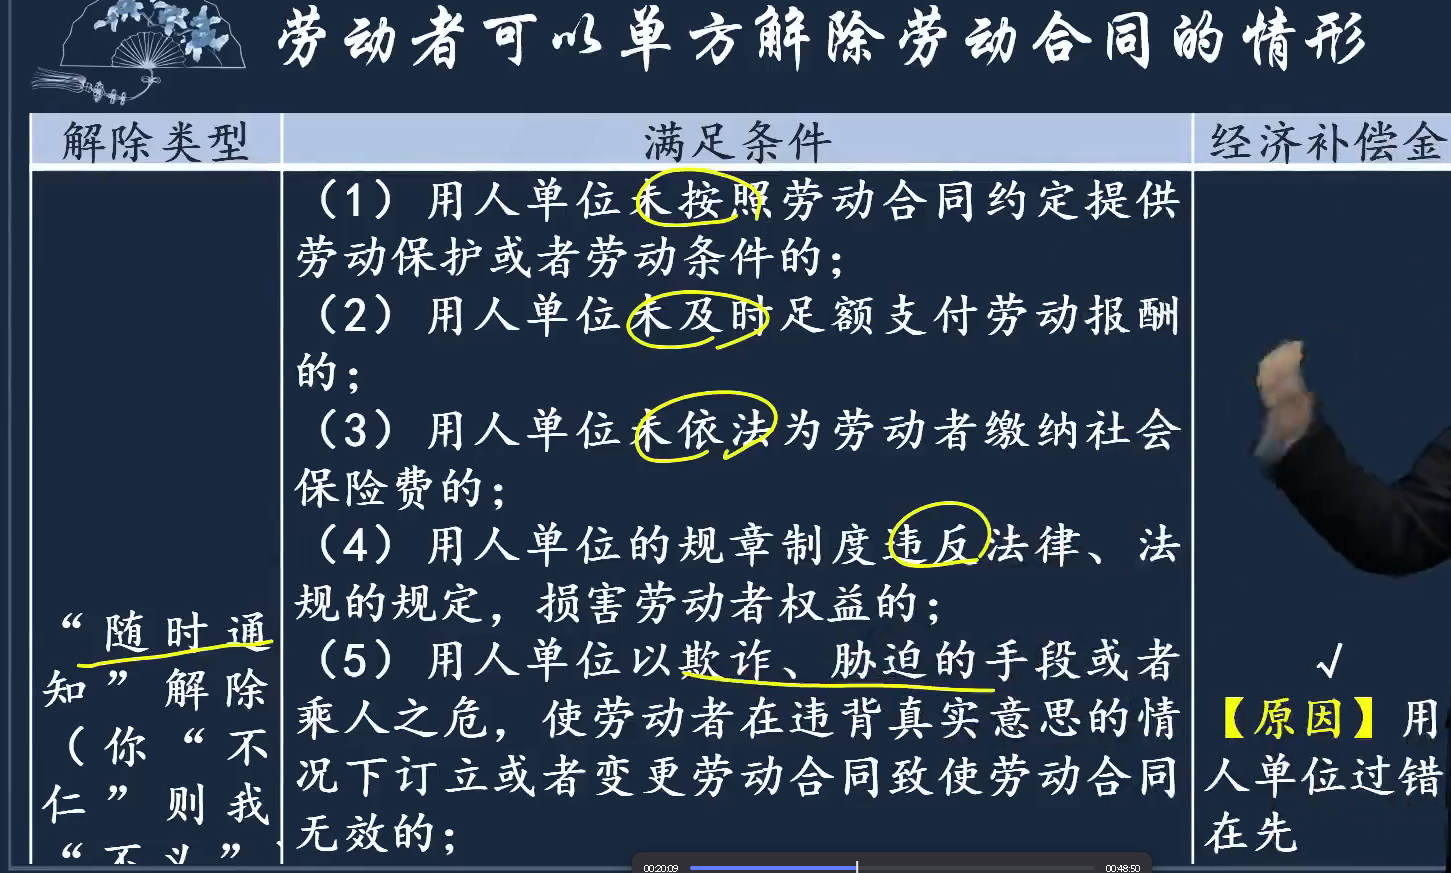 劳动者可以单方解除劳动合同的情形
解除类型
满足条件
经济补偿金
“随时通
知”解除
（你“不
仁”则我
（1）用人单位未按照劳动合同约定提供
劳动保护或者劳动条件的；
（2）用人单位未及时足额支付劳动报酬
的；
（3）用人单位未依法为劳动者缴纳社会
保险费的；
（4）用人单位的规章制度违反法律、法
规的规定，损害劳动者权益的；
（5）用人单位以欺诈、胁迫的手段或者
乘人之危，使劳动者在违背真实意思的情
况下订立或者变更劳动合同致使劳动合同
无效的；
√
【原因】用
人单位过错
在先
00:20:09
00:48:50